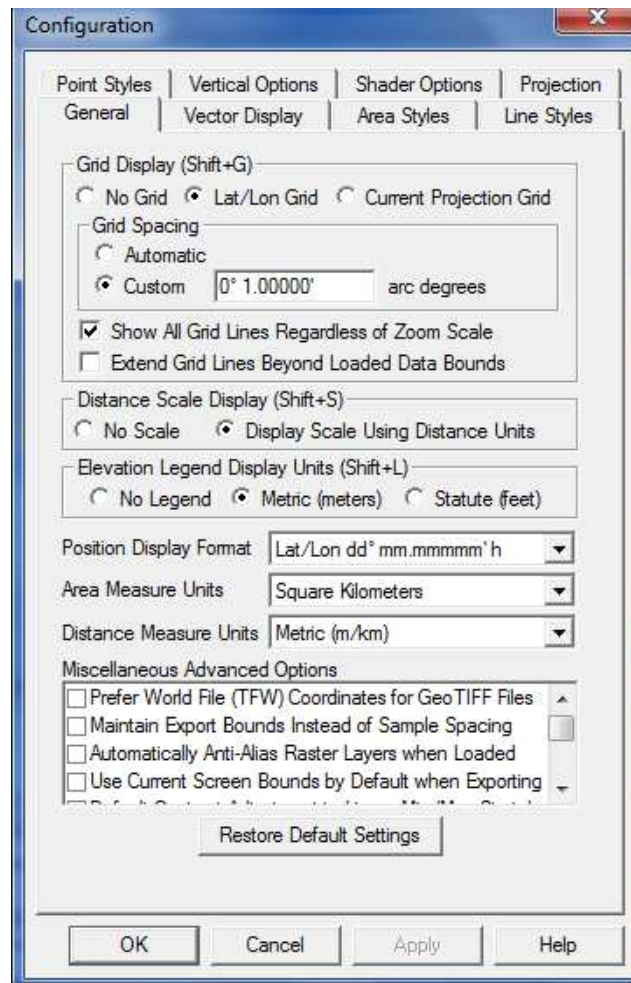 Configuration
Point Styles Vertical Options Shader Options Projection
General Vector Display Area Styles Line Styles
Grid Display (Shift+G)
No Grid Lat/Lon Grid Current Projection Grid
Grid Spacing
Automatic
Custom 0° 1.00000' arc degrees
Show All Grid Lines Regardless of Zoom Scale
Extend Grid Lines Beyond Loaded Data Bounds
Distance Scale Display (Shift+S)
No Scale Display Scale Using Distance Units
Elevation Legend Display Units (Shift+L)
No Legend Metric (meters) Statute (feet)
Position Display Format Lat/Lon dd° mm.mmmmm' h
Area Measure Units Square Kilometers
Distance Measure Units Metric (m/km)
Miscellaneous Advanced Options
Prefer World File (TFW) Coordinates for GeoTIFF Files
Maintain Export Bounds Instead of Sample Spacing
Automatically Anti-Alias Raster Layers when Loaded
Use Current Screen Bounds by Default when Exporting
Restore Default Settings
OK Cancel Apply Help